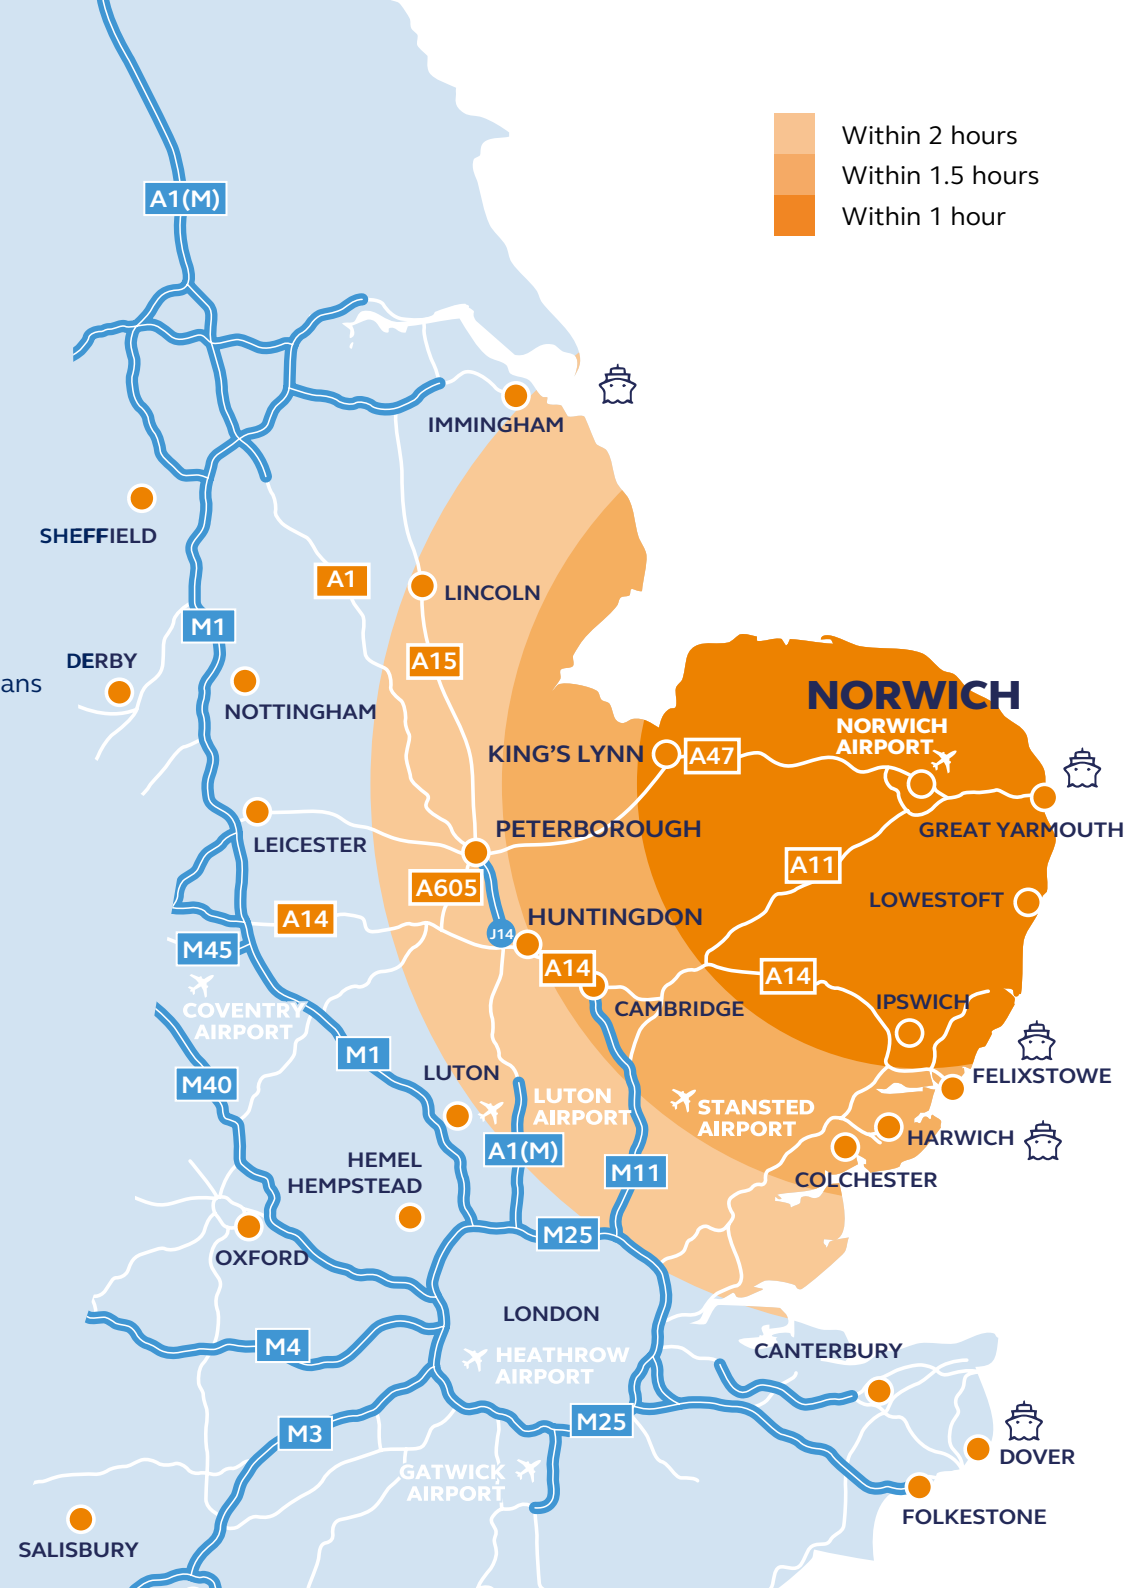 Within 2 hours
Within 1.5 hours
Within 1 hour
A1(M)
IMMINGHAM
SHEFFIELD
A1
LINCOLN
M1
A15
DERBY
ans
NOTTINGHAM
NORWICH
NORWICH
AIRPORT
KING'S LYNN
A47
PETERBOROUGH
GREAT YARMOUTH
LEICESTER
A11
A605
LOWESTOFT
A14
HUNTINGDON
J14
M45
A14
A14
COVENTRY
AIRPORT
CAMBRIDGE
IPSWICH
M1
LUTON
FELIXSTOWE
M40
LUTON
AIRPORT
STANSTED
AIRPORT
A1(M)
HARWICH
HEMEL
HEMPSTEAD
M11
COLCHESTER
M25
OXFORD
LONDON
M4
CANTERBURY
HEATHROW
AIRPORT
M25
M3
DOVER
GATWICK
AIRPORT
FOLKESTONE
SALISBURY